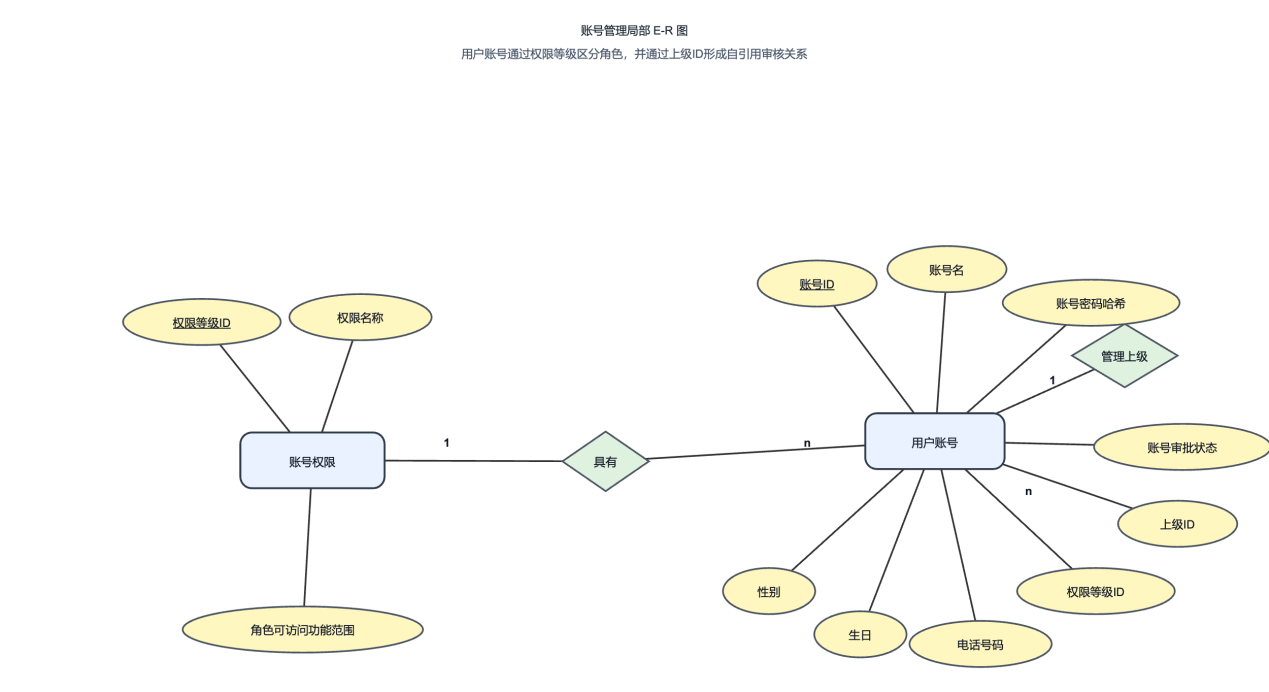 账号管理局部 E-R 图
用户账号通过权限等级区分角色，并通过上级ID形成自引用审核关系
账号ID
账号名
账号密码哈希
权限等级ID
权限名称
管理上级
1
账号权限
1
具有
n
用户账号
账号审批状态
n
上级ID
性别
权限等级ID
角色可访问功能范围
生日
电话号码